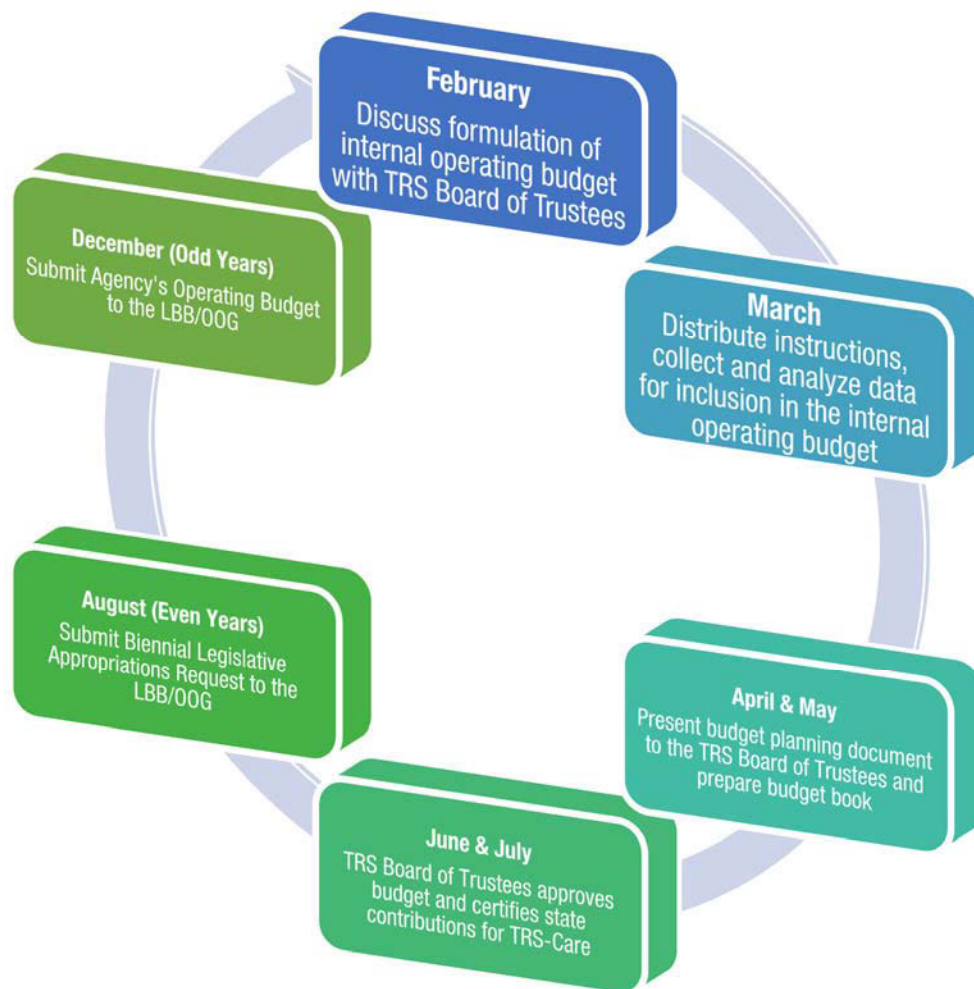 February
Discuss formulation of
internal operating budget
with TRS Board of Trustees
March
Distribute instructions,
collect and analyze data
for inclusion in the internal
operating budget
April & May
Present budget planning document
to the TRS Board of Trustees and
prepare budget book
June & July
TRS Board of Trustees approves
budget and certifies state
contributions for TRS-Care
August (Even Years)
Submit Biennial Legislative
Appropriations Request to the
LBB/OOG
December (Odd Years)
Submit Agency's Operating Budget
to the LBB/OOG